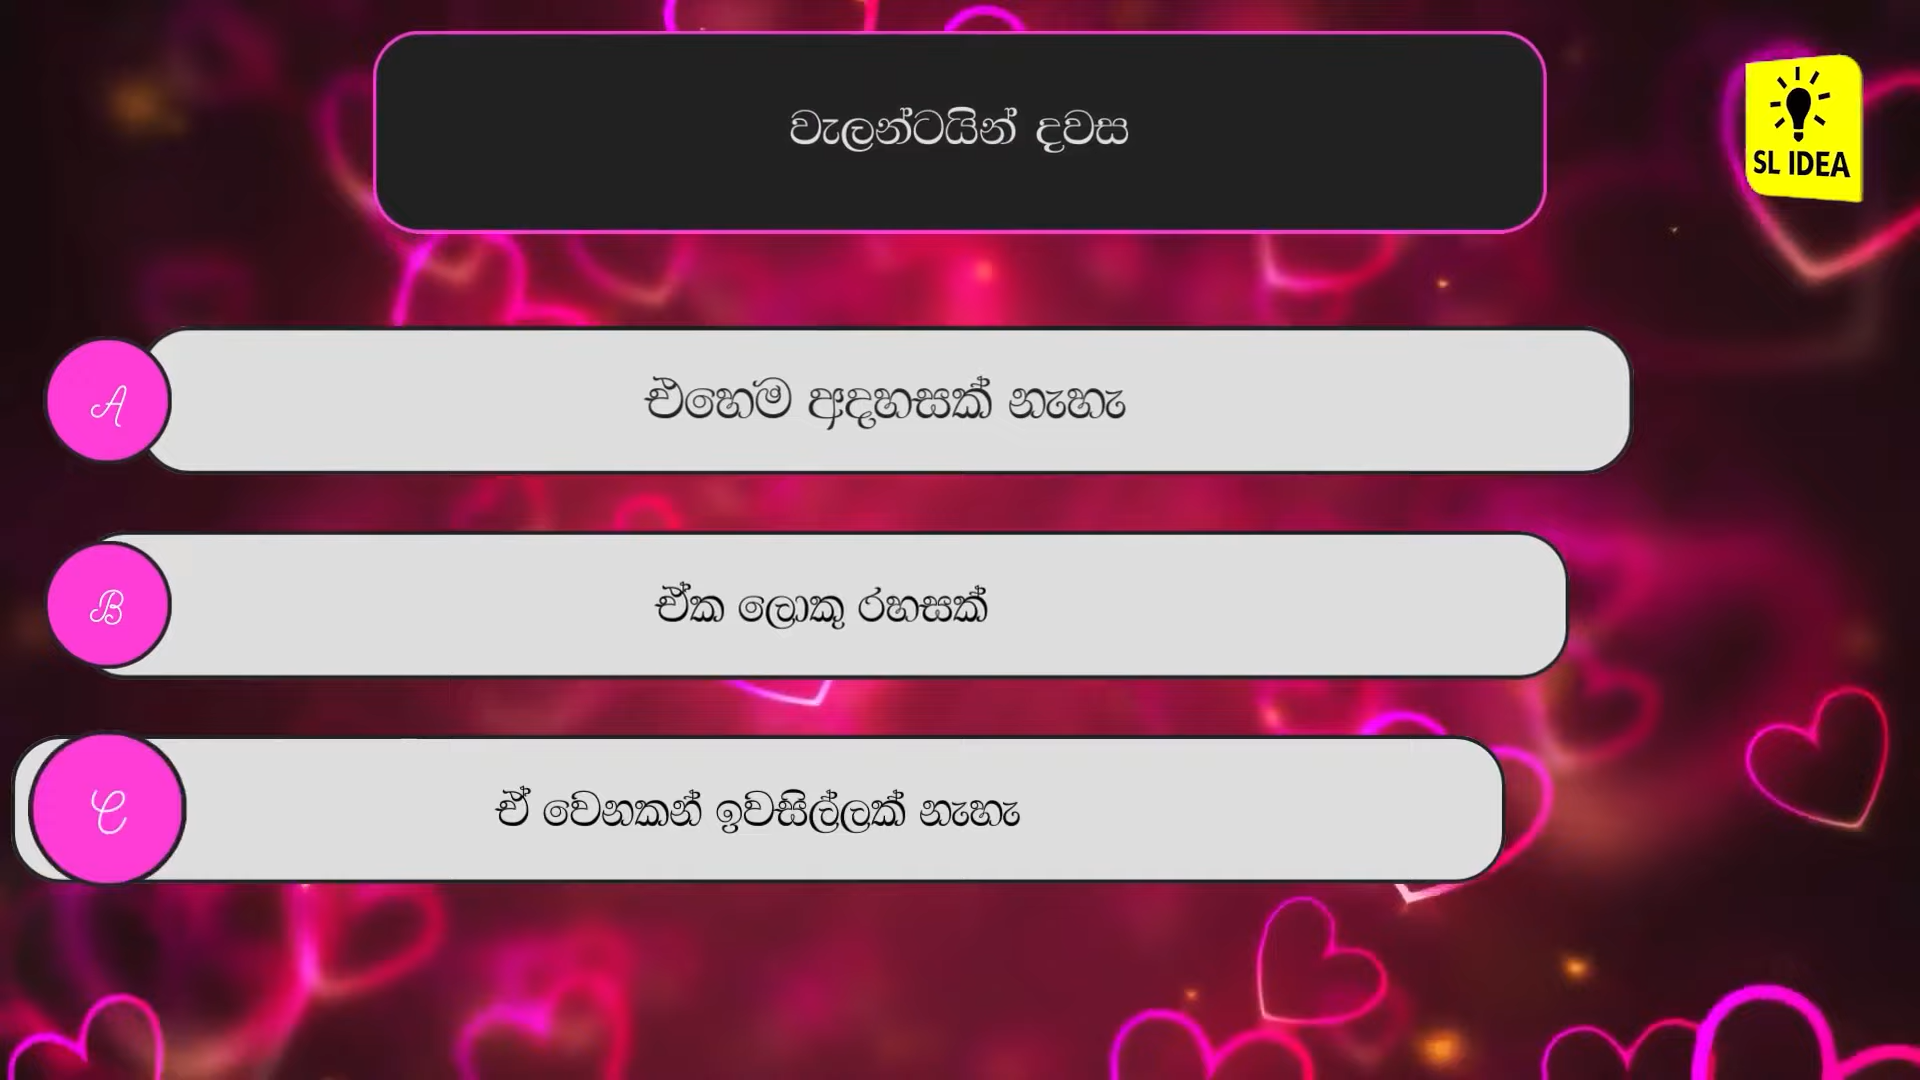 වැලන්ටයින් දවස
SL IDEA
A
එහෙම අදහසක් නැහැ
B
ඒක ලොකු රහසක්
C
ඒ වෙනකන් ඉවසිල්ලක් නැහැ